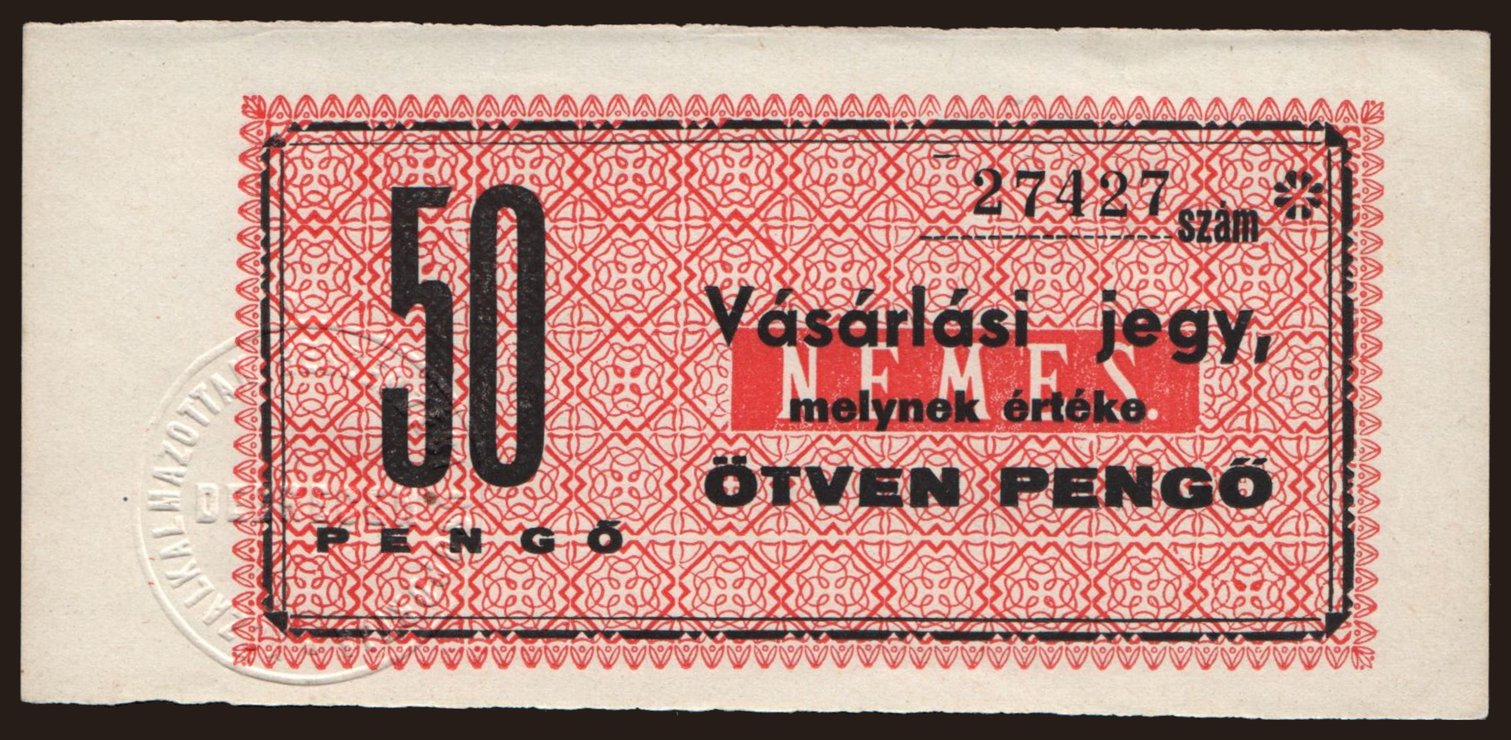 27427 szám
50
PENGŐ
Vásárlási jegy,
NEMES.
melynek értéke
ÖTVEN PENGŐ